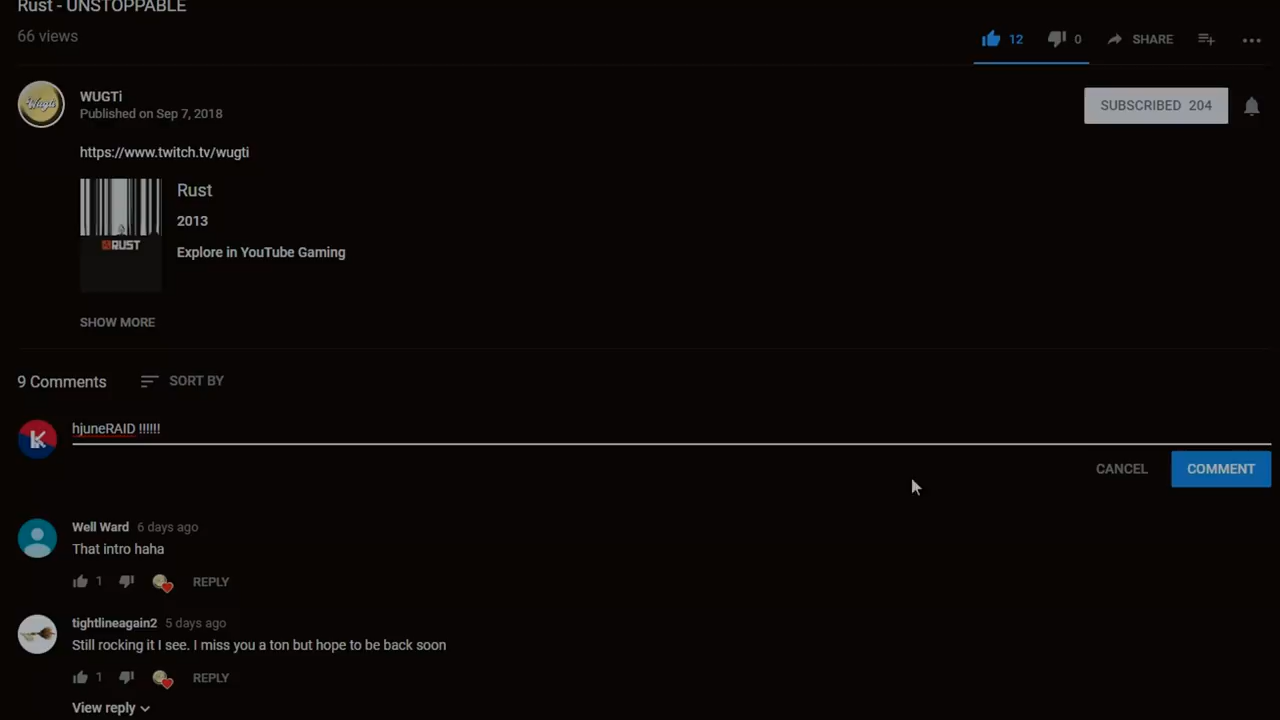 Rust - UNSTOPPABLE
66 views
12 0 SHARE
WUGTi
Published on Sep 7, 2018
SUBSCRIBED 204
https://www.twitch.tv/wugti
Rust
2013
Explore in YouTube Gaming
RUST
SHOW MORE
9 Comments SORT BY
hjuneRAID !!!!!!
CANCEL COMMENT
Well Ward 6 days ago
That intro haha
1 REPLY
tightlineagain2 5 days ago
Still rocking it I see. I miss you a ton but hope to be back soon
1 REPLY
View reply
Wugti
K